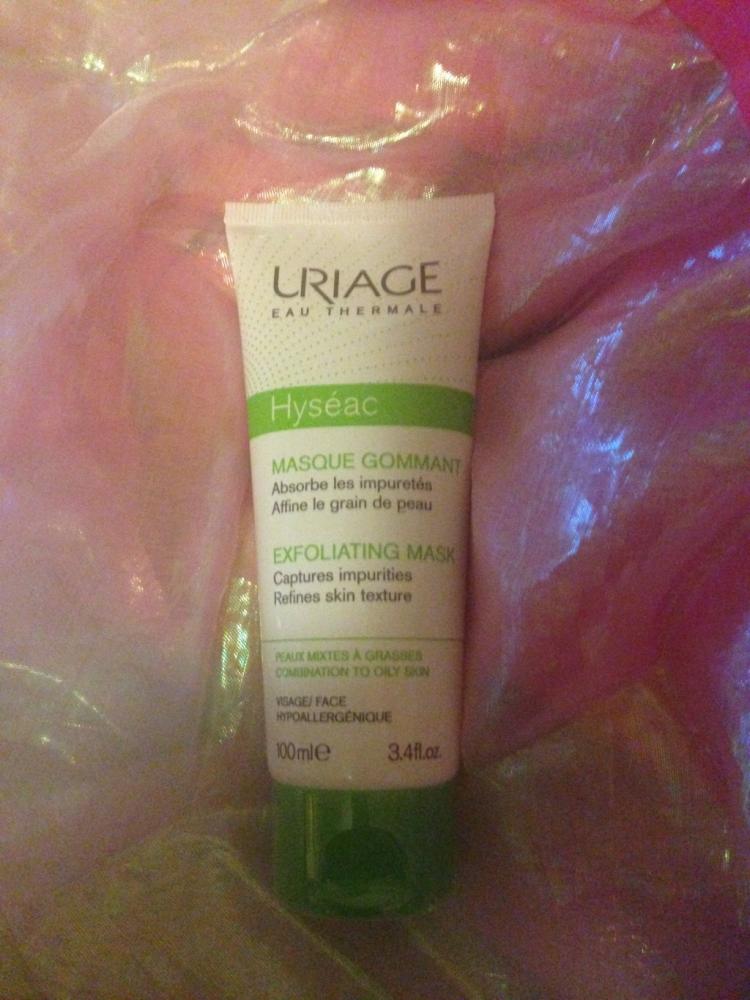 URIAGE
EAU THERMALE
Hyséac
MASQUE GOMMANT
Absorbe les impuretés
Affine le grain de peau
EXFOLIATING MASK
Captures impurities
Refines skin texture
PEAUX MIXTES À GRASSES
COMBINATION TO OILY SKIN
VISAGE/ FACE
HYPOALLERGÉNIQUE
100ml℮ 3.4fl.oz.